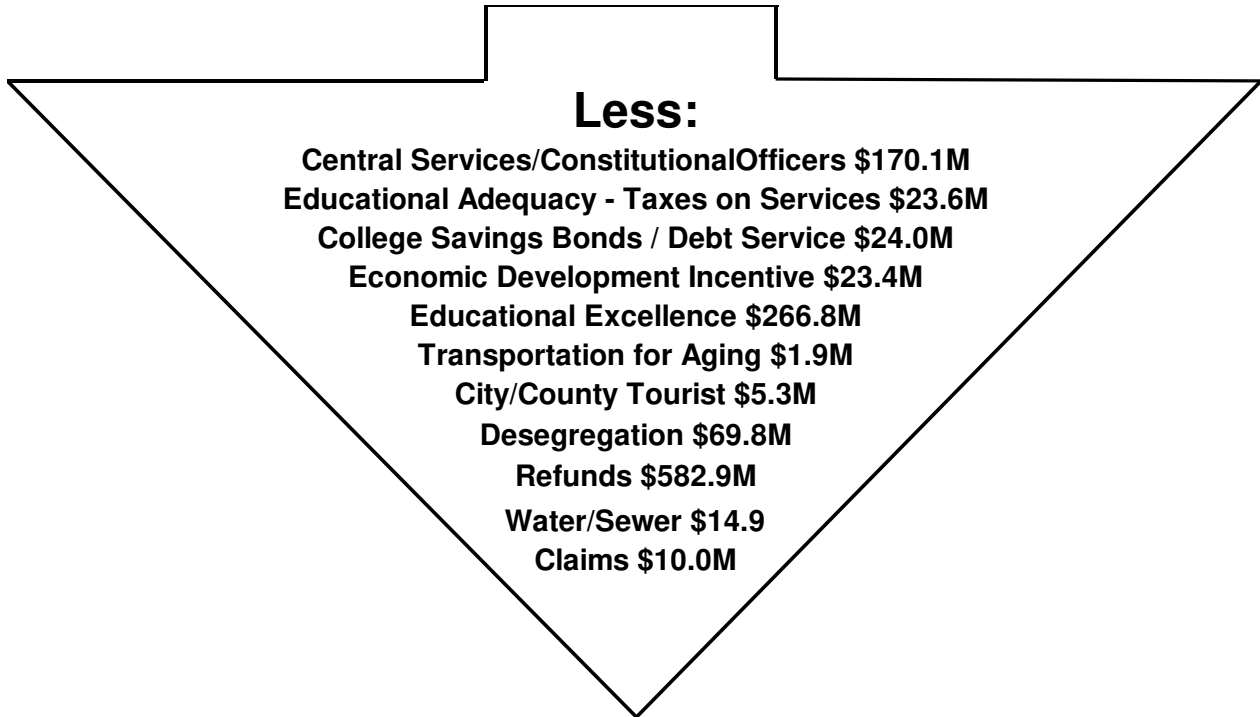 Less:
Central Services/ConstitutionalOfficers $170.1M
Educational Adequacy - Taxes on Services $23.6M
College Savings Bonds / Debt Service $24.0M
Economic Development Incentive $23.4M
Educational Excellence $266.8M
Transportation for Aging $1.9M
City/County Tourist $5.3M
Desegregation $69.8M
Refunds $582.9M
Water/Sewer $14.9
Claims $10.0M